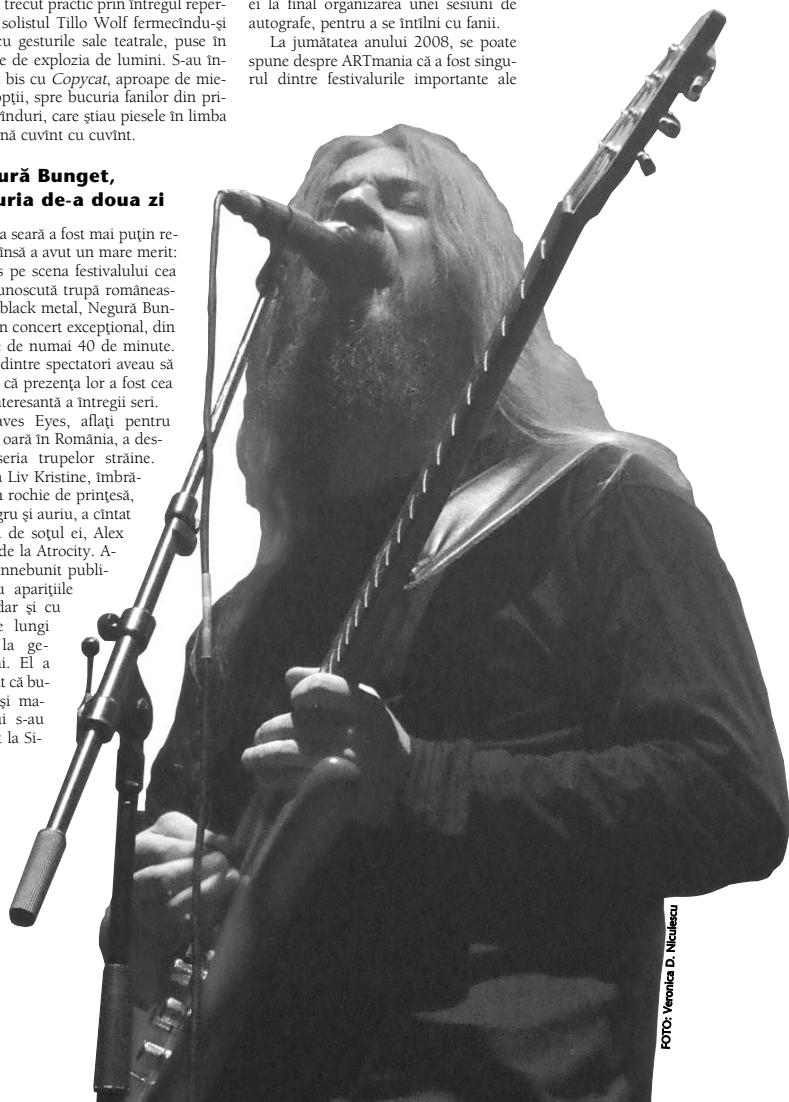 trecut practic prin întregul reper-
solistul Tillo Wolf fermecîndu-şi
cu gesturile sale teatrale, puse în
e de explozia de lumini. S-au în-
bis cu Copycat, aproape de mie-
opţii, spre bucuria fanilor din pri-
înduri, care ştiau piesele în limba
nă cuvînt cu cuvînt.
ură Bunget,
uria de-a doua zi
a seară a fost mai puţin re-
însă a avut un mare merit:
s pe scena festivalului cea
unoscută trupă româneas-
black metal, Negură Bun-
n concert excepţional, din
e de numai 40 de minute.
dintre spectatori aveau să
că prezenţa lor a fost cea
teresantă a întregii seri.
aves Eyes, aflaţi pentru
oară în România, a des-
seria trupelor străine.
a Liv Kristine, îmbră-
n rochie de prinţesă,
gru şi auriu, a cîntat
i de soţul ei, Alex
de la Atrocity. A-
nnebunit publi-
u apariţiile
dar şi cu
e lungi
la ge-
i. El a
t că bu-
şi ma-
ui s-au
t la Si-
ei la final organizarea unei sesiuni de
autografe, pentru a se întîlni cu fanii.
La jumătatea anului 2008, se poate
spune despre ARTmania că a fost singu-
rul dintre festivalurile importante ale
FOTO: Veronica D. Niculescu